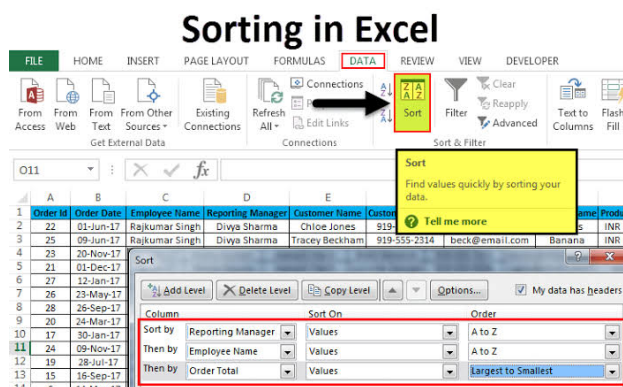 Sorting in Excel
FILE HOME INSERT PAGE LAYOUT FORMULAS DATA REVIEW VIEW DEVELOPER
Connections
Clear
Reapply
Edit Links
Advanced
From Access
From Web
From Text
From Other Sources
Existing Connections
Refresh All
Sort
Filter
Text to Columns
Flash Fill
Get External Data Connections Sort & Filter
O11 fx
Sort
Find values quickly by sorting your
data.
Tell me more
A B C D E
1 Order Id Order Date Employee Name Reporting Manager Customer Name
2 22 01-Jun-17 Rajkumar Singh Divya Sharma Chloe Jones 919- INR
3 25 09-Jun-17 Rajkumar Singh Divya Sharma Tracey Beckham 919-555-2314 beck@email.com Banana INR
4 23 20-Nov-17
5 21 01-Dec-17
6 27 12-Jan-17
7 26 23-May-17
8 28 26-Sep-17
9 20 24-Mar-17
10 17 30-Jan-17
11 24 09-Nov-17
12 19 28-Jul-17
13 15 16-Sep-17
Sort ?
Add Level Delete Level Copy Level Options... My data has headers
Column Sort On Order
Sort by Reporting Manager Values A to Z
Then by Employee Name Values A to Z
Then by Order Total Values Largest to Smallest